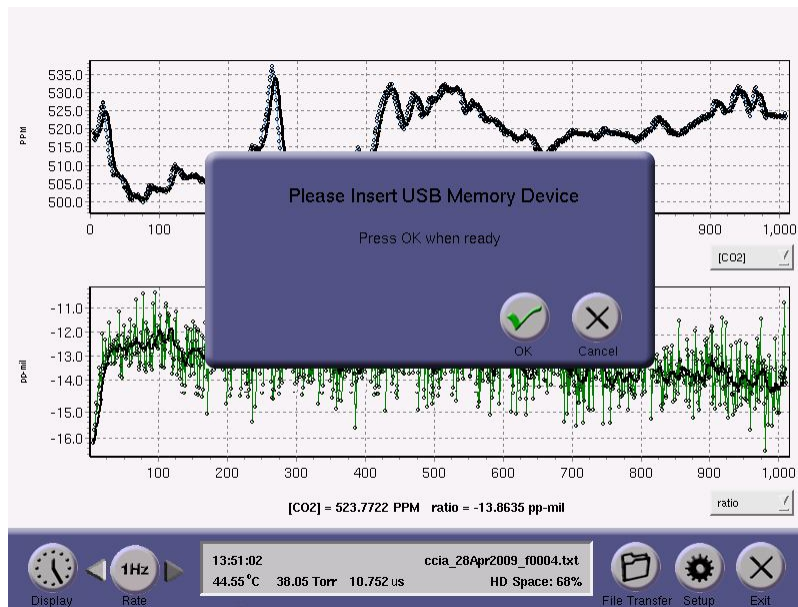 535.0
530.0
525.0
520.0
515.0
510.0
505.0
500.0
PPM
0 100 900 1,000
[CO2]
Please Insert USB Memory Device
Press OK when ready
OK Cancel
-11.0
-12.0
-13.0
-14.0
-15.0
-16.0
pp-mil
100 200 300 400 500 600 700 800 900 1,000
[CO2] = 523.7722 PPM ratio = -13.8635 pp-mil
ratio
Display
1Hz
Rate
13:51:02 ccia_28Apr2009_f0004.txt
44.55 °C 38.05 Torr 10.752 us HD Space: 68%
File Transfer Setup Exit